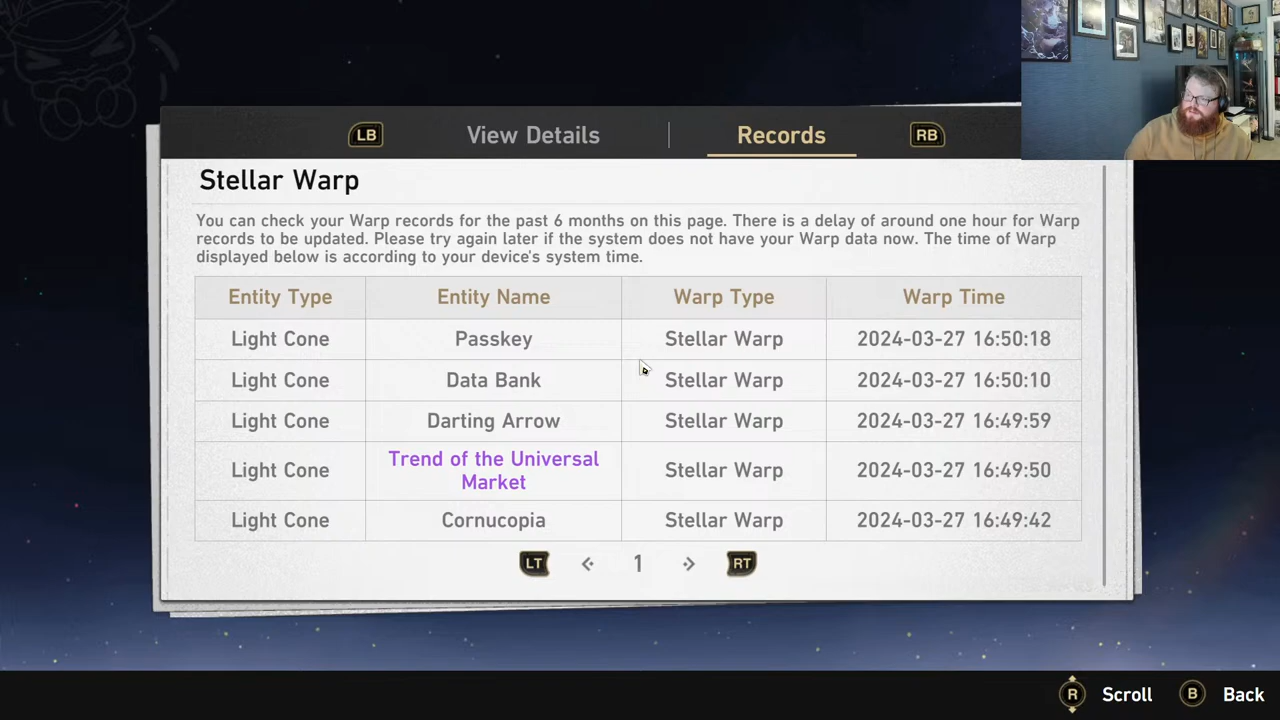 LB View Details Records RB
Stellar Warp
You can check your Warp records for the past 6 months on this page. There is a delay of around one hour for Warp
records to be updated. Please try again later if the system does not have your Warp data now. The time of Warp
displayed below is according to your device's system time.
Entity Type Entity Name Warp Type Warp Time
Light Cone Passkey Stellar Warp 2024-03-27 16:50:18
Light Cone Data Bank Stellar Warp 2024-03-27 16:50:10
Light Cone Darting Arrow Stellar Warp 2024-03-27 16:49:59
Light Cone Trend of the Universal
Market Stellar Warp 2024-03-27 16:49:50
Light Cone Cornucopia Stellar Warp 2024-03-27 16:49:42
LT 1 RT
R Scroll B Back